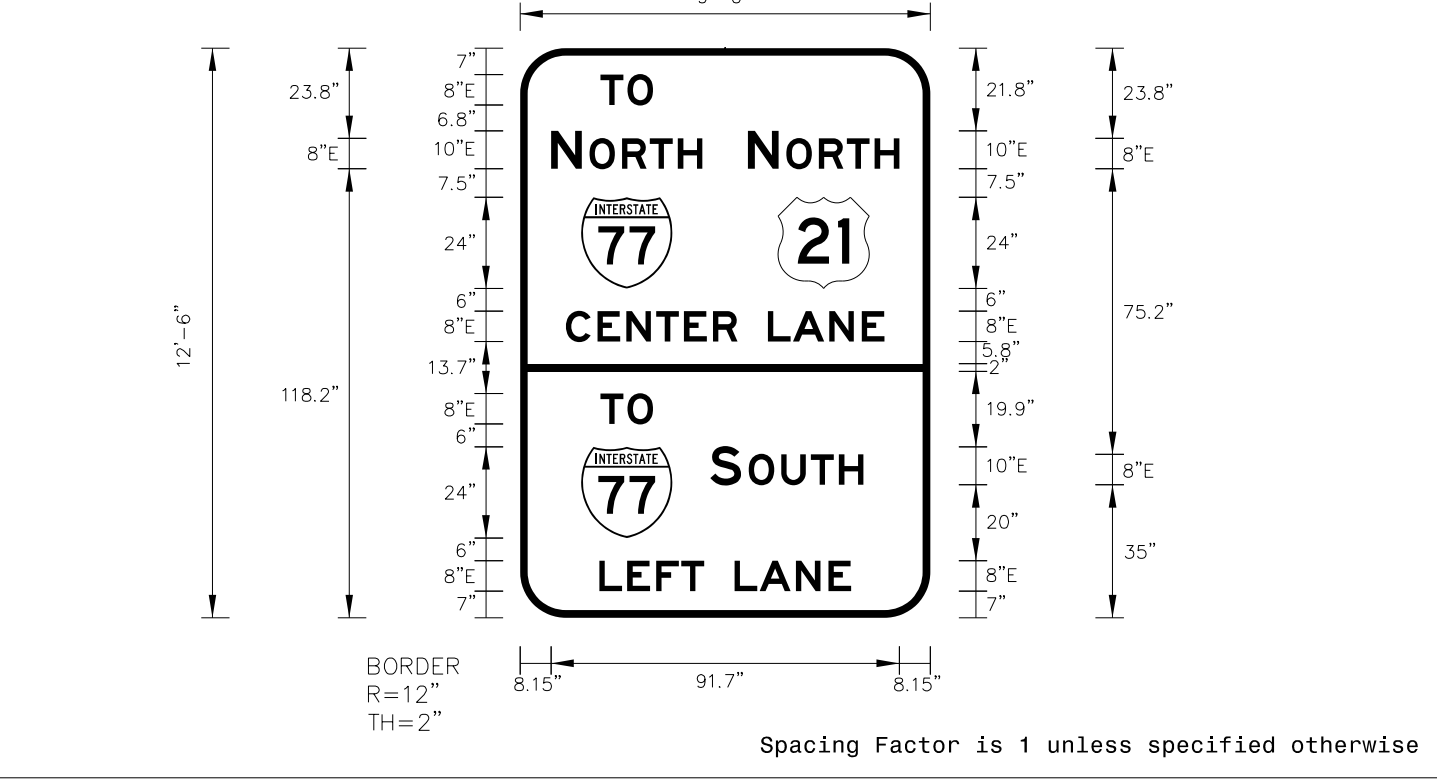 7”
23.8”
8”E
21.8”
23.8”
TO
6.8”
NORTH NORTH
8”E
10”E
10”E
8”E
7.5”
7.5”
INTERSTATE
77
21
24”
24”
6”
6”
75.2”
12’–6”
CENTER LANE
8”E
8”E
5.8”
13.7”
2”
118.2”
TO
8”E
19.9”
6”
INTERSTATE
77
SOUTH
10”E
8”E
24”
20”
6”
35”
LEFT LANE
8”E
8”E
7”
7”
8.15” 91.7” 8.15”
BORDER
R=12”
TH=2”
Spacing Factor is 1 unless specified otherwise